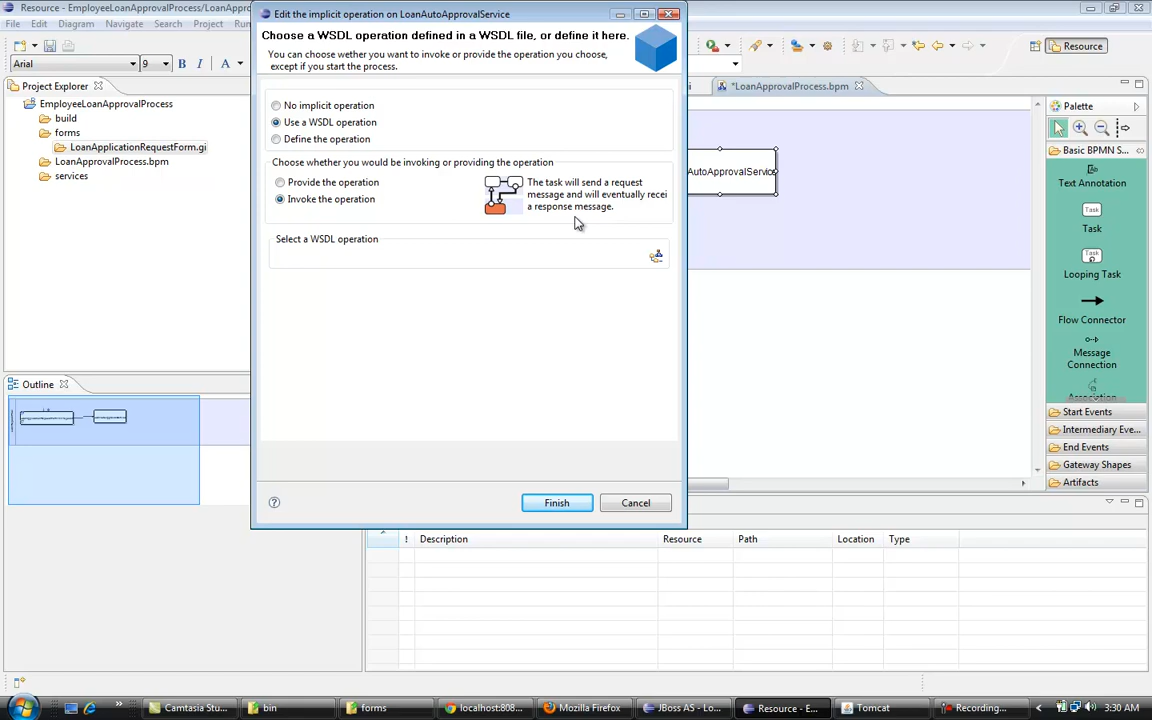 Resource - EmployeeLoanApprovalProcess/LoanAppro
Edit the implicit operation on LoanAutoApprovalService
File Edit Diagram Navigate Search Project Run
Arial 9 B I A
Choose a WSDL operation defined in a WSDL file, or define it here.
You can choose wether you want to invoke or provide the operation you choose,
except if you start the process.
Resource
Project Explorer
EmployeeLoanApprovalProcess
build
forms
LoanApplicationRequestForm.gi
LoanApprovalProcess.bpm
services
No implicit operation
Use a WSDL operation
Define the operation
Choose whether you would be invoking or providing the operation
Provide the operation
Invoke the operation
The task will send a request
message and will eventually recei
a response message.
Select a WSDL operation
Finish
Cancel
*LoanApprovalProcess.bpm
AutoApprovalService
Palette
Basic BPMN S...
Text Annotation
Task
Task
Task
Looping Task
Flow Connector
Message
Connection
Association
Start Events
Intermediary Eve...
End Events
Gateway Shapes
Artifacts
Outline
! Description Resource Path Location Type
Camtasia Stu...
bin
forms
localhost:808...
Mozilla Firefox
JBoss AS - Lo...
Resource - E...
Tomcat
Recording...
3:30 AM